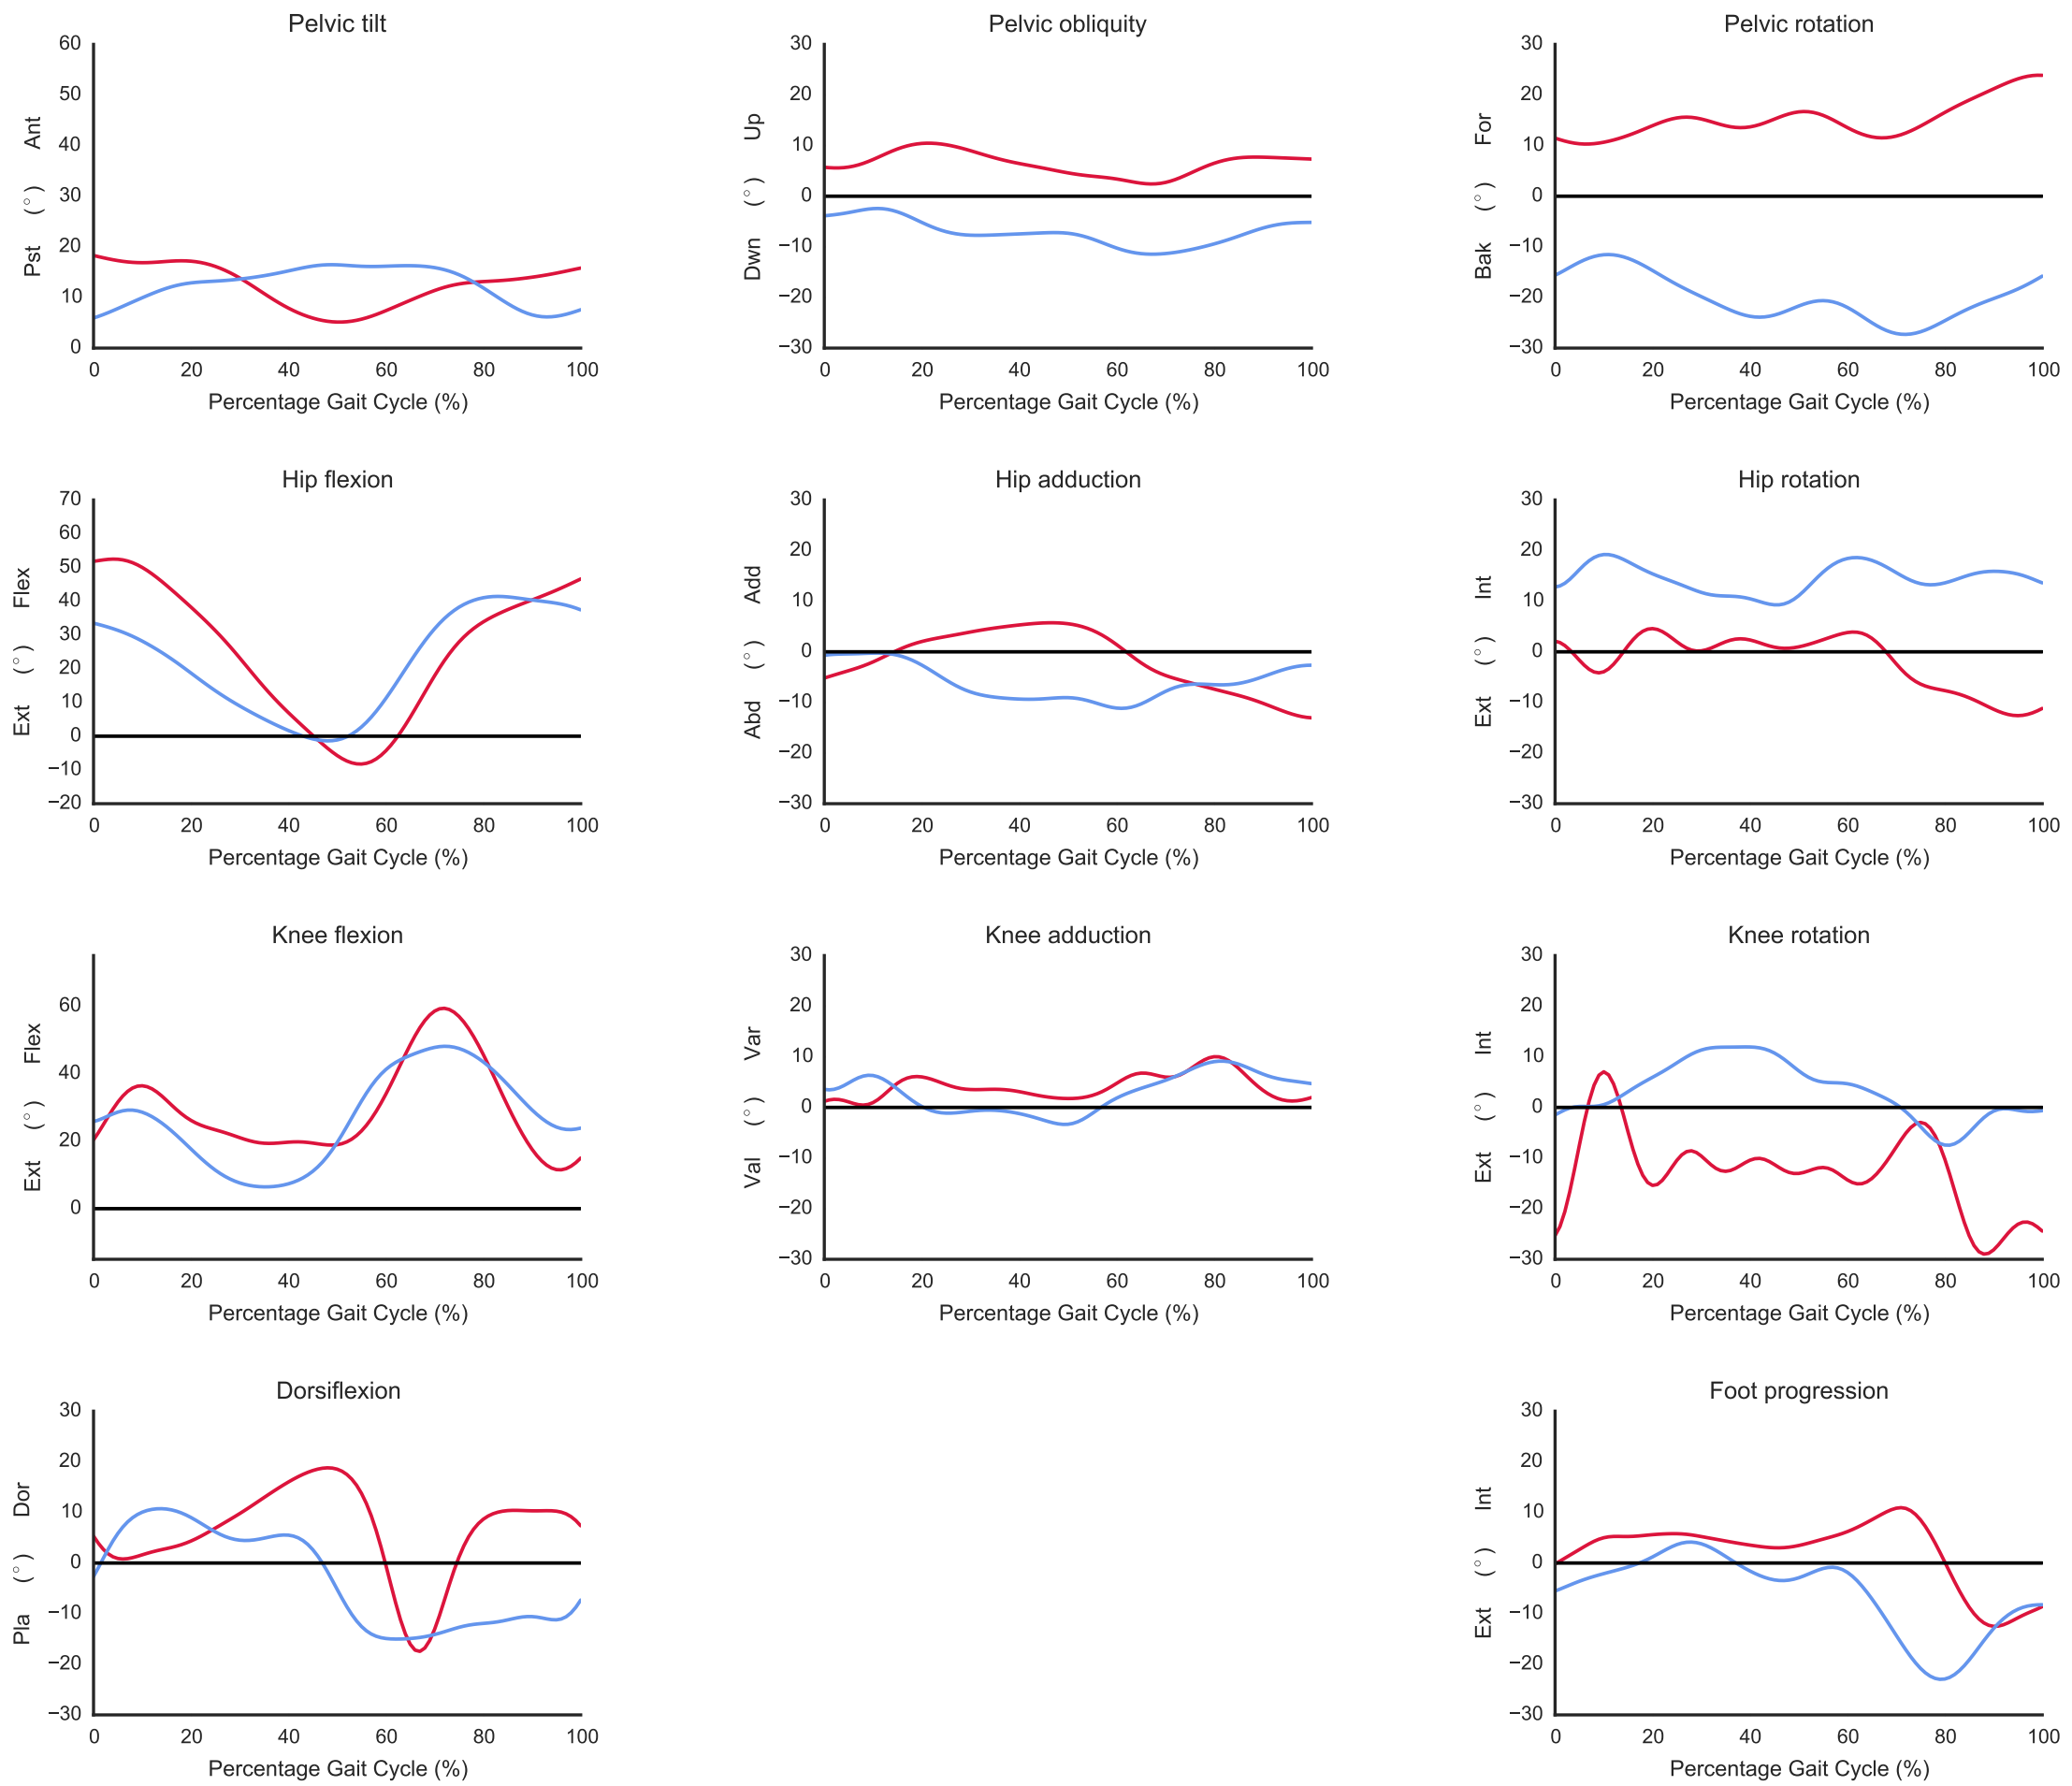 Pelvic tilt
60
50
40
30
20
10
0
Pst (°) Ant
0 20 40 60 80 100
Percentage Gait Cycle (%)
Pelvic obliquity
30
20
10
0
−10
−20
−30
Dwn (°) Up
0 20 40 60 80 100
Percentage Gait Cycle (%)
Pelvic rotation
30
20
10
0
−10
−20
−30
Bak (°) For
0 20 40 60 80 100
Percentage Gait Cycle (%)
Hip flexion
70
60
50
40
30
20
10
0
−10
−20
Ext (°) Flex
0 20 40 60 80 100
Percentage Gait Cycle (%)
Hip adduction
30
20
10
0
−10
−20
−30
Abd (°) Add
0 20 40 60 80 100
Percentage Gait Cycle (%)
Hip rotation
30
20
10
0
−10
−20
−30
Ext (°) Int
0 20 40 60 80 100
Percentage Gait Cycle (%)
Knee flexion
60
40
20
0
Ext (°) Flex
0 20 40 60 80 100
Percentage Gait Cycle (%)
Knee adduction
30
20
10
0
−10
−20
−30
Val (°) Var
0 20 40 60 80 100
Percentage Gait Cycle (%)
Knee rotation
30
20
10
0
−10
−20
−30
Ext (°) Int
0 20 40 60 80 100
Percentage Gait Cycle (%)
Dorsiflexion
30
20
10
0
−10
−20
−30
Pla (°) Dor
0 20 40 60 80 100
Percentage Gait Cycle (%)
Foot progression
30
20
10
0
−10
−20
−30
Ext (°) Int
0 20 40 60 80 100
Percentage Gait Cycle (%)